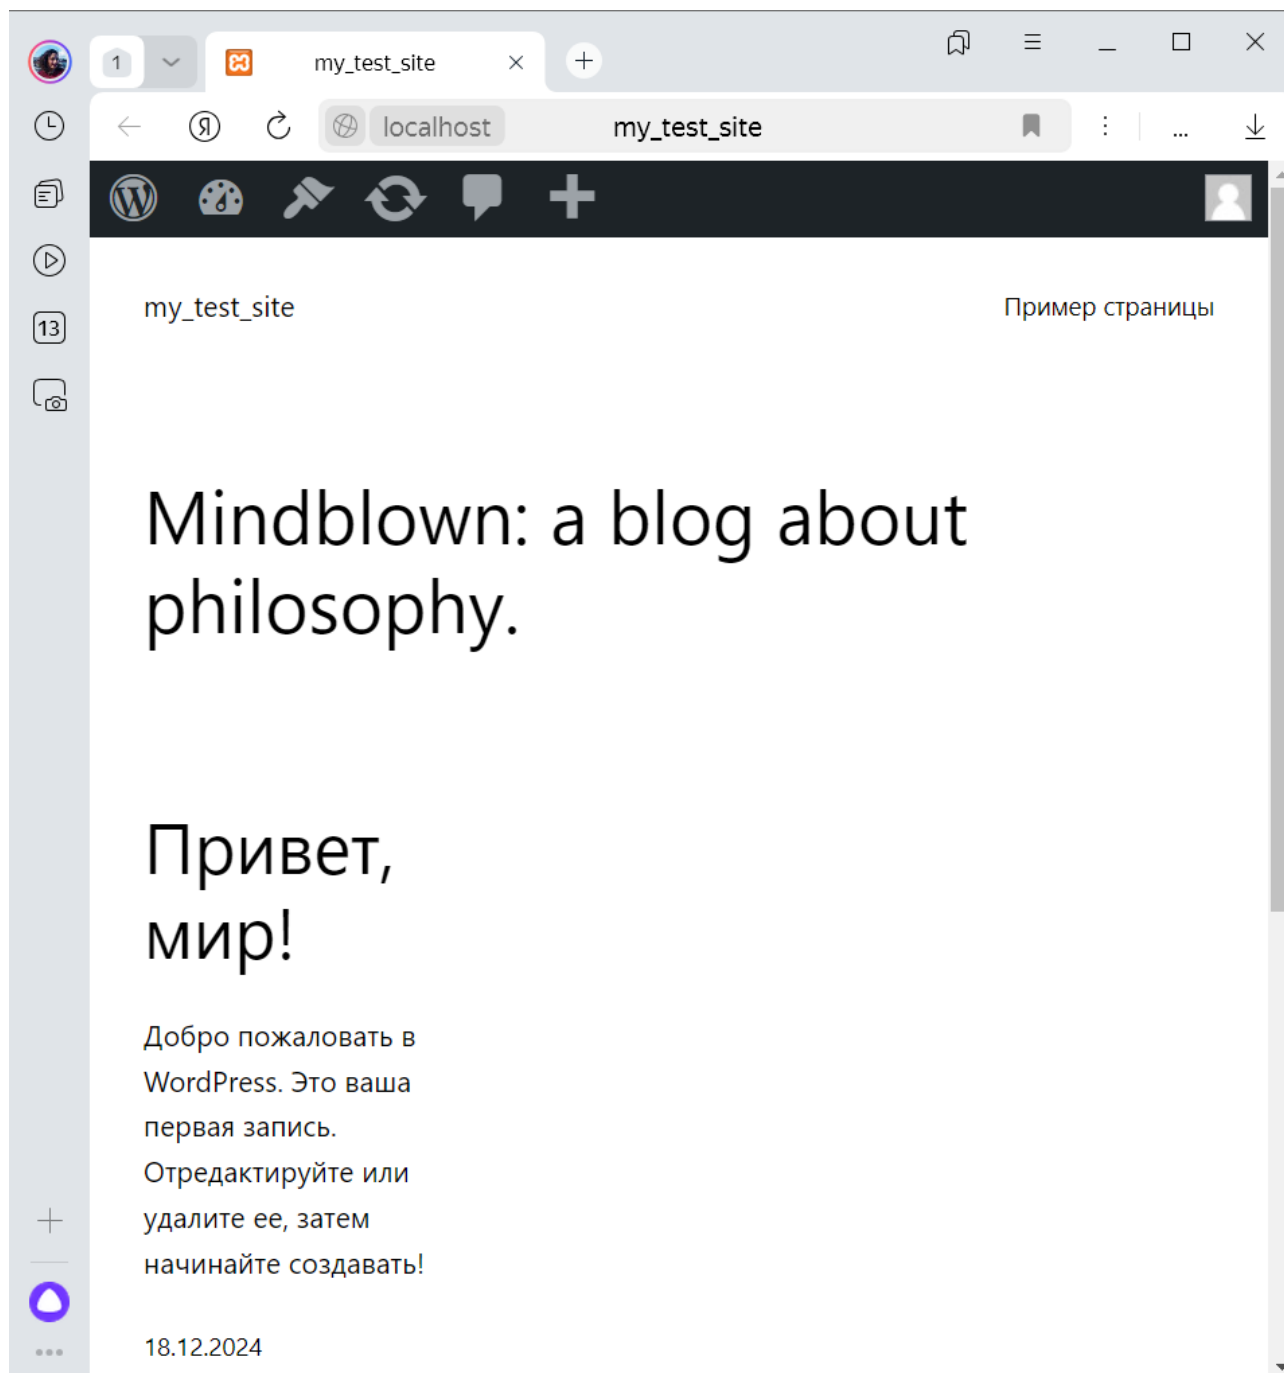 1
my_test_site
localhost
my_test_site
13
my_test_site
Пример страницы
Mindblown: a blog about
philosophy.
Привет,
мир!
Добро пожаловать в
WordPress. Это ваша
первая запись.
Отредактируйте или
удалите ее, затем
начинайте создавать!
18.12.2024